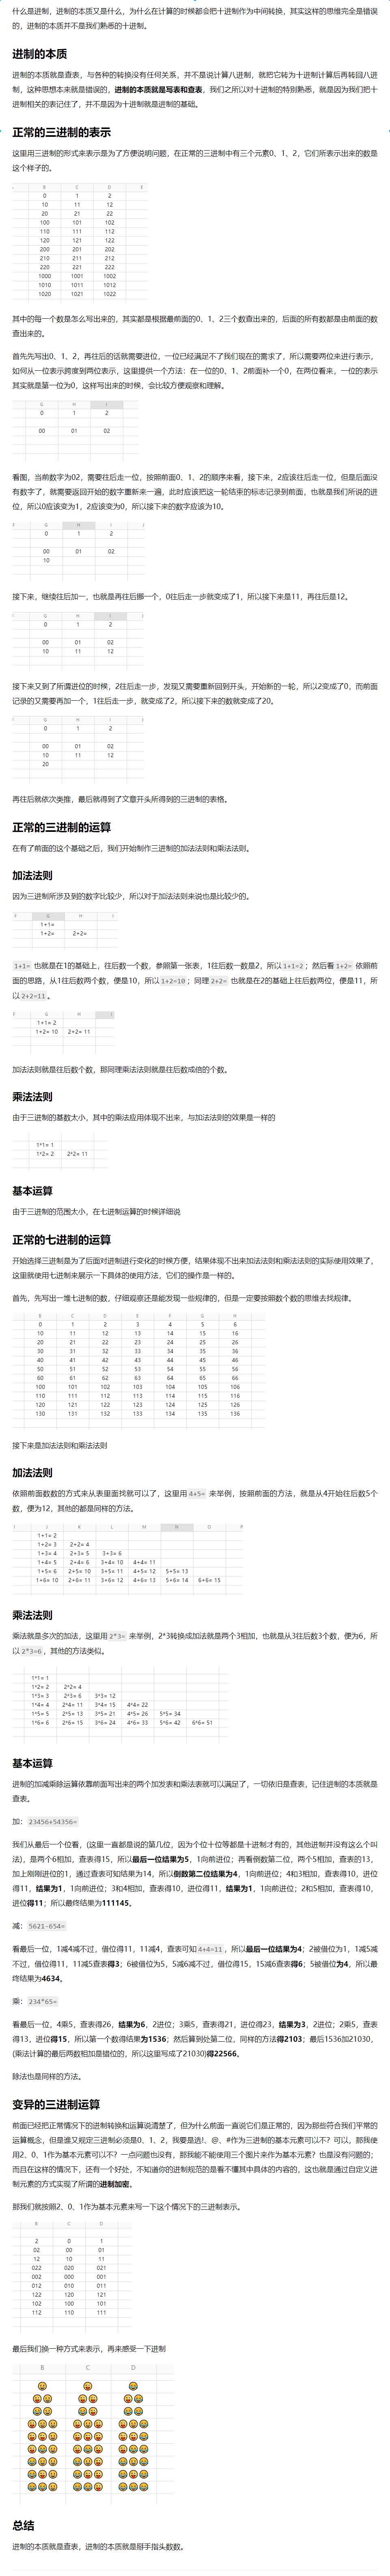 什么是进制，进制的本质又是什么，为什么在计算的时候都会把十进制作为中间转换，其实这样的思维完全是错误
的，进制的本质并不是我们熟悉的十进制。
进制的本质
进制的本质就是查表，与各种的转换没有任何关系，并不是说计算八进制，就把它转为十进制计算后再转回八进
制，这种思想本来就是错误的，进制的本质就是写表和查表。我们之所以对十进制的特别熟悉，就是因为我们把十
进制相关的表记住了，并不是因为十进制就是进制的基础。
正常的三进制的表示
这里用三进制的形式来表示是为了方便说明问题，在正常的三进制中有三个元素0、1、2，它们所表示出来的数是
这个样子的。
B C D E
0 1 2
10 11 12
20 21 22
100 101 102
110 111 112
120 121 122
200 201 202
210 211 212
220 221 222
1000 1001 1002
1010 1011 1012
1020 1021 1022
其中的每一个数是怎么写出来的，其实都是根据最前面的0、1、2三个数查出来的，后面的所有数都是由前面的数
查出来的。
首先先写出0、1、2，再往后的话就需要进位，一位已经满足不了我们现在的需求了，所以需要两位来进行表示，
如何从一位表示跨度到两位表示，这里提供一个方法：在一位的0、1、2前面补一个0，在两位看来，一位的表示
其实就是第一位为0，这样写出来的时候，会比较方便观察和理解。
G H I
0 1 2
00 01 02
看图，当前数字为02，需要往后走一位，按照前面0、1、2的顺序来看，接下来，2应该往后走一位，但是后面没
有数字了，就需要返回开始的数字重新来一遍，此时应该把这一轮结束的标志记录到前面，也就是我们所说的进
位，所以0应该变为1，2应该变为0，所以接下来的数字应该为10。
F G H I J
0 1 2
00 01 02
10
接下来，继续往后加一，也就是再往后挪一个，0往后走一步就变成了1，所以接下来是11，再往后是12。
G H I
0 1 2
00 01 02
10 11 12
接下来又到了所谓进位的时候，2往后走一步，发现又需要重新回到开头，开始新的一轮，所以2变成了0，而前面
记录的又需要再加一个，1往后走一步，就变成了2，所以接下来的数就变成了20。
G H I
0 1 2
00 01 02
10 11 12
20
再往后就依次类推，最后就得到了文章开头所得到的三进制的表格。
正常的三进制的运算
在有了前面的这个基础之后，我们开始制作三进制的加法法则和乘法法则。
加法法则
因为三进制所涉及到的数字比较少，所以对于加法法则来说也是比较少的。
F G H I
1+1=
1+2= 2+2=
1+1= 也就是在1的基础上，往后数一个数，参照第一张表，1往后数一数是2，所以 1+1=2；然后看 1+2= 依照前
面的思路，从1往后数两个数，便是10，所以 1+2=10；同理 2+2= 也就是在2的基础上往后数两位，便是11，所
以 2+2=11。
F G H I
1+1= 2
1+2= 10 2+2= 11
加法法则就是往后数个数，那同理乘法法则就是往后数成倍的个数。
乘法法则
由于三进制的基数太小，其中的乘法应用体现不出来，与加法法则的效果是一样的
1*1= 1
1*2= 2 2*2= 11
基本运算
由于三进制的范围太小，在七进制运算的时候详细说
正常的七进制的运算
开始选择三进制是为了后面对进制进行变化的时候方便，结果体现不出来加法法则和乘法法则的实际使用效果了，
这里就使用七进制来展示一下具体的使用方法，它们的操作是一样的。
首先，先写出一堆七进制的数，仔细观察还是能发现一些规律的，但是一定要按照数个数的思维去找规律。
B C D E F G H
0 1 2 3 4 5 6
10 11 12 13 14 15 16
20 21 22 23 24 25 26
30 31 32 33 34 35 36
40 41 42 43 44 45 46
50 51 52 53 54 55 56
60 61 62 63 64 65 66
100 101 102 103 104 105 106
110 111 112 113 114 115 116
120 121 122 123 124 125 126
130 131 132 133 134 135 136
接下来是加法法则和乘法法则
加法法则
依照前面数数的方式来从表里面找就可以了，这里用 4+5= 来举例，按照前面的方法，就是从4开始往后数5个
数，便为12，其他的都是同样的方法。
I J K L M N O P
1+1= 2
1+2= 3 2+2= 4
1+3= 4 2+3= 5 3+3= 6
1+4= 5 2+4= 6 3+4= 10 4+4= 11
1+5= 6 2+5= 10 3+5= 11 4+5= 12 5+5= 13
1+6= 10 2+6= 11 3+6= 12 4+6= 13 5+6= 14 6+6= 15
乘法法则
乘法就是多次的加法，这里用 2*3= 来举例，2*3转换成加法就是两个3相加，也就是从3往后数3个数，便为6，所
以 2*3=6，其他的方法类似。
1*1= 1
1*2= 2 2*2= 4
1*3= 3 2*3= 6 3*3= 12
1*4= 4 2*4= 11 3*4= 15 4*4= 22
1*5= 5 2*5= 13 3*5= 21 4*5= 26 5*5= 34
1*6= 6 2*6= 15 3*6= 24 4*6= 33 5*6= 42 6*6= 51
基本运算
进制的加减乘除运算依靠前面写出来的两个加发表和乘法表就可以满足了，一切依旧是查表，记住进制的本质就是
查表。
加： 23456+54356=
我们从最后一个位看，(这里一直都是说的第几位，因为个位十位等都是十进制才有的，其他进制并没有这么个叫
法)，是两个6相加，查表得15，所以最后一位结果为5，1向前进位；再看倒数第二位，两个5相加，查表的13，
加上刚刚进位的1，通过查表可知结果为14，所以倒数第二位结果为4，1向前进位；4和3相加，查表得10，进位
得11，结果为1，1向前进位；3和4相加，查表得10，进位得11，结果为1，1向前进位；2和5相加，查表得10，
进位得11；所以最终结果为111145。
减： 5621-654=
看最后一位，1减4减不过，借位得11，11减4，查表可知 4+4=11，所以最后一位结果为4；2被借位为1，1减5减
不过，借位得11，11减5查表得3；6被借位为5，5减6减不过，借位得15，15减6查表得6；5被借位为4，所以最
终结果为4634。
乘： 234*65=
看最后一位，4乘5，查表得26，结果为6，2进位；3乘5，查表得21，进位得23，结果为3，2进位；2乘5，查表
得13，进位得15，所以第一个数得结果为1536；然后算到处第二位，同样的方法得2103；最后1536加21030，
(乘法计算的最后两数相加是错位的，所以这里写成了21030)得22566。
除法也是同样的方法。
变异的三进制运算
前面已经把正常情况下的进制转换和运算说清楚了，但为什么前面一直说它们是正常的，因为那些符合我们平常的
运算概念，但是谁又规定三进制必须是0、1、2，我要是选!、@、#作为三进制的基本元素可以不？可以，那我使
用2、0、1作为基本元素可以不？一点问题也没有，那我能不能使用三个图片来作为基本元素？也是没有问题的；
而且在这样的情况下，还有一个好处，不知道你的进制规范的是看不懂其中具体的内容的，这也就是通过自定义进
制元素的方式实现了所谓的进制加密。
那我们就按照2、0、1作为基本元素来写一下这个情况下的三进制表示。
B C D
2 0 1
02 00 01
12 10 11
022 020 021
002 000 001
012 010 011
122 120 121
102 100 101
112 110 111
最后我们换一种方式来表示，再来感受一下进制
B C D
总结
进制的本质就是查表，进制的本质就是掰手指头数数。